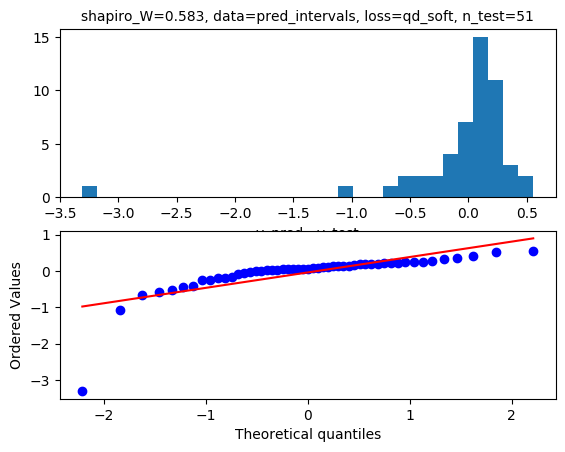 shapiro_W=0.583, data=pred_intervals, loss=qd_soft, n_test=51
15
10
5
0
−3.5 −3.0 −2.5 −2.0 −1.5 −1.0 −0.5 0.0 0.5
1
0
−1
−2
−3
Ordered Values
−2 −1 0 1 2
Theoretical quantiles